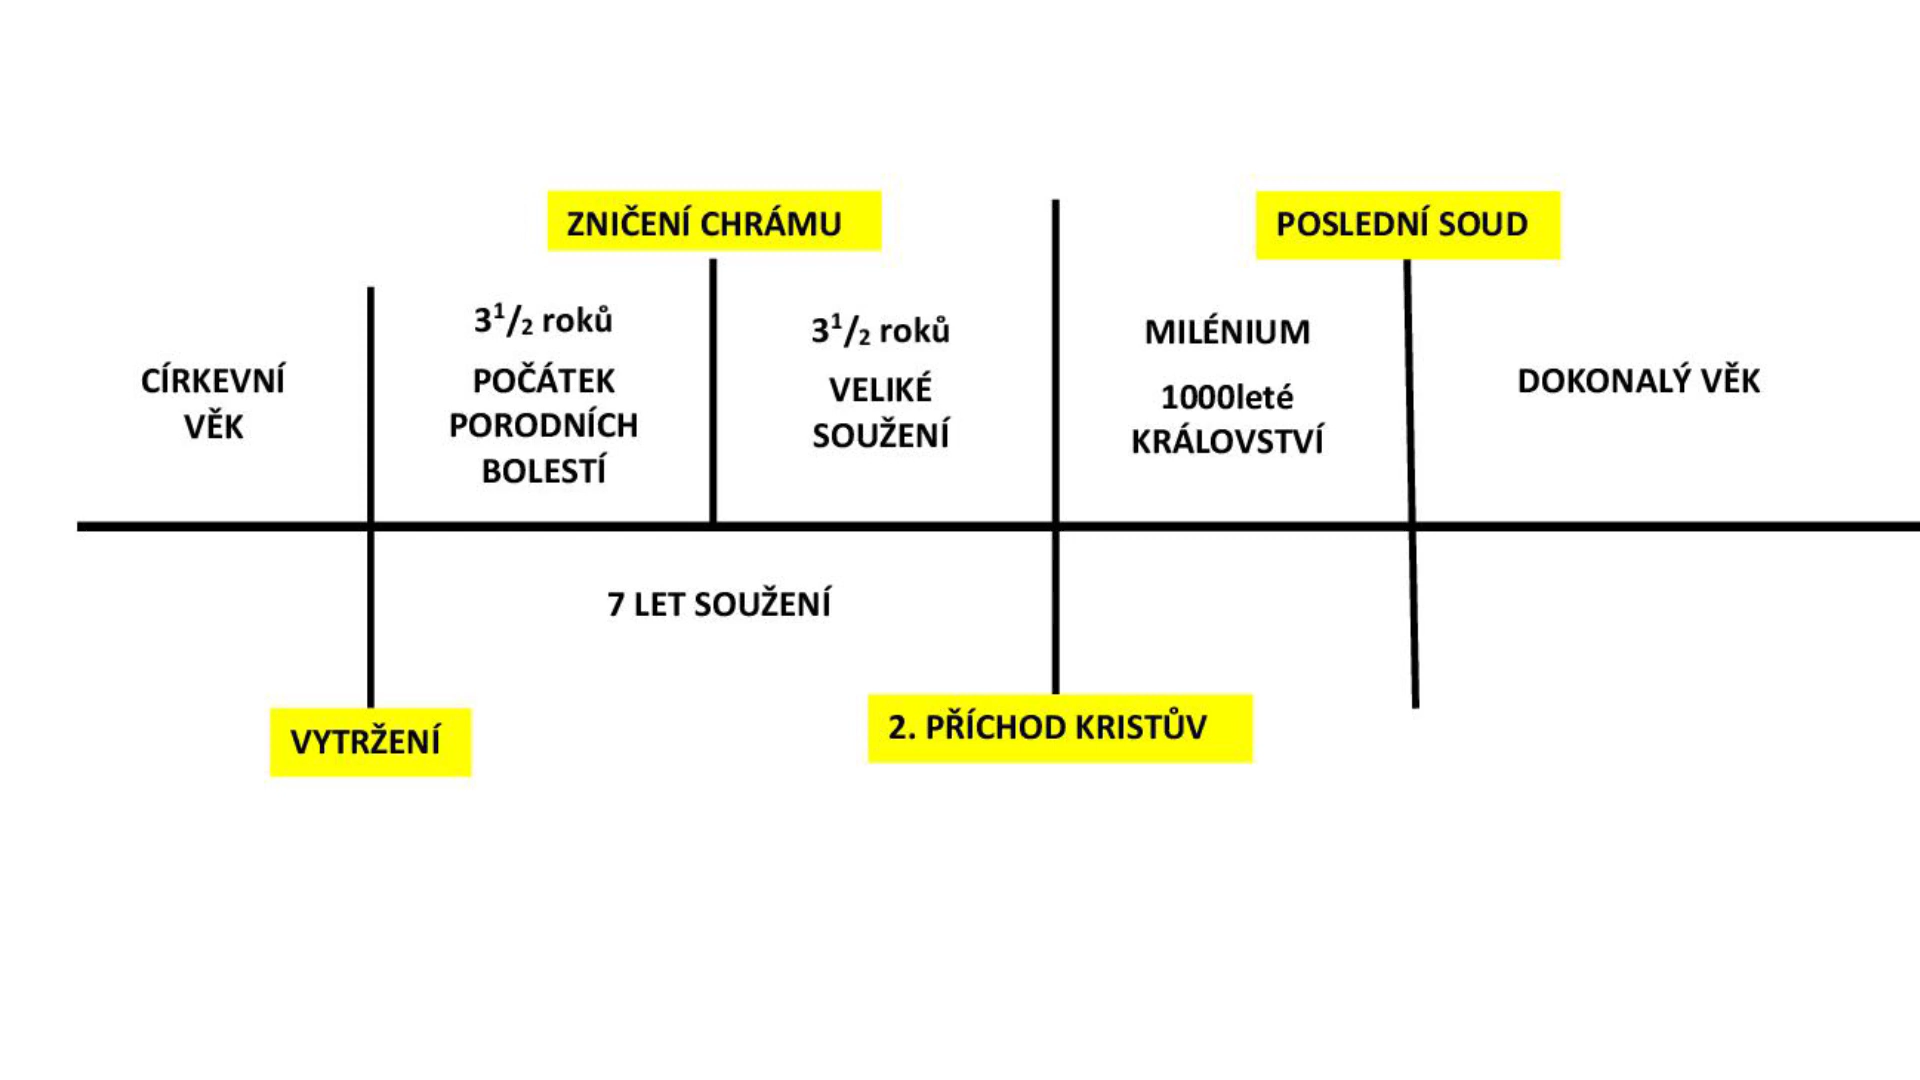 ZNIČENÍ CHRÁMU
POSLEDNÍ SOUD
CÍRKEVNÍ
VĚK
3¹/₂ roků
POČÁTEK
PORODNÍCH
BOLESTÍ
3¹/₂ roků
VELIKÉ
SOUŽENÍ
MILÉNIUM
1000leté
KRÁLOVSTVÍ
DOKONALÝ VĚK
7 LET SOUŽENÍ
VYTRŽENÍ
2. PŘÍCHOD KRISTŮV